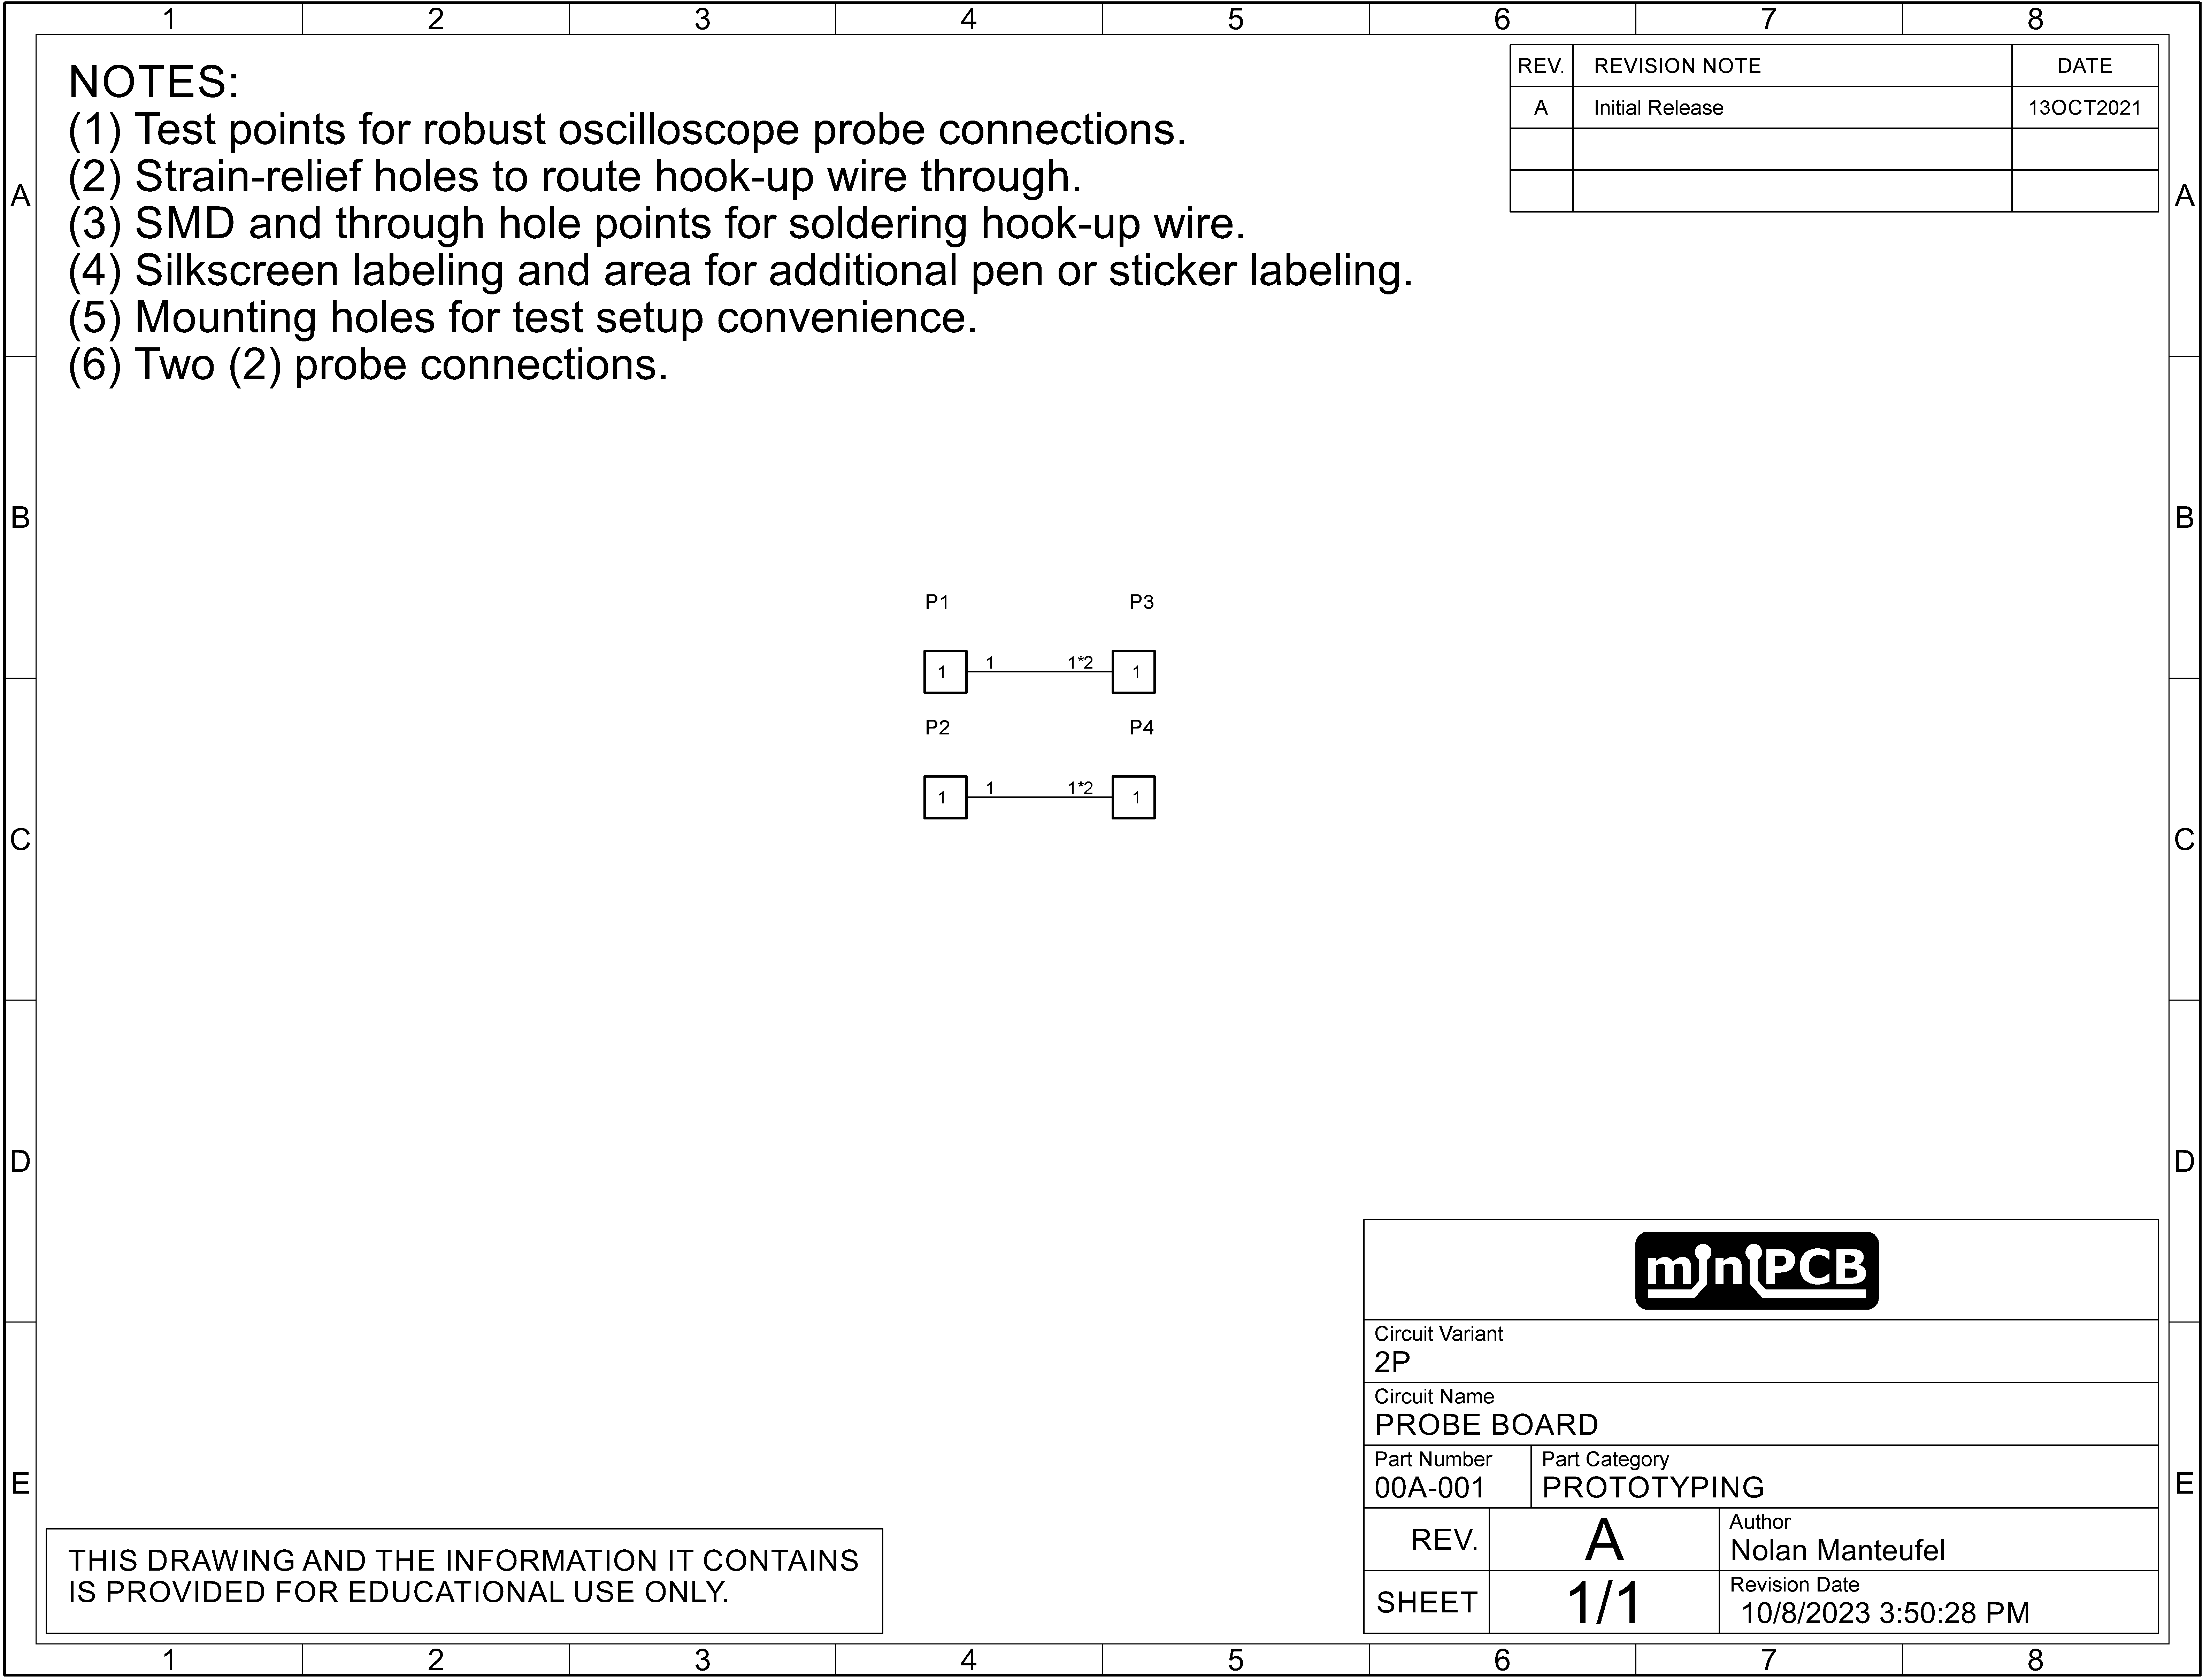 1 2 3 4 5 6 7 8
NOTES:
(1) Test points for robust oscilloscope probe connections.
(2) Strain-relief holes to route hook-up wire through.
(3) SMD and through hole points for soldering hook-up wire.
(4) Silkscreen labeling and area for additional pen or sticker labeling.
(5) Mounting holes for test setup convenience.
(6) Two (2) probe connections.
REV. REVISION NOTE DATE
A Initial Release 13OCT2021
A A
B B
P1 P3
1 1 1*2 1
P2 P4
1 1 1*2 1
C C
D D
miniPCB
Circuit Variant
2P
Circuit Name
PROBE BOARD
Part Number Part Category
00A-001 PROTOTYPING
E E
REV. A Author
Nolan Manteufel
SHEET 1/1 Revision Date
10/8/2023 3:50:28 PM
THIS DRAWING AND THE INFORMATION IT CONTAINS
IS PROVIDED FOR EDUCATIONAL USE ONLY.
1 2 3 4 5 6 7 8